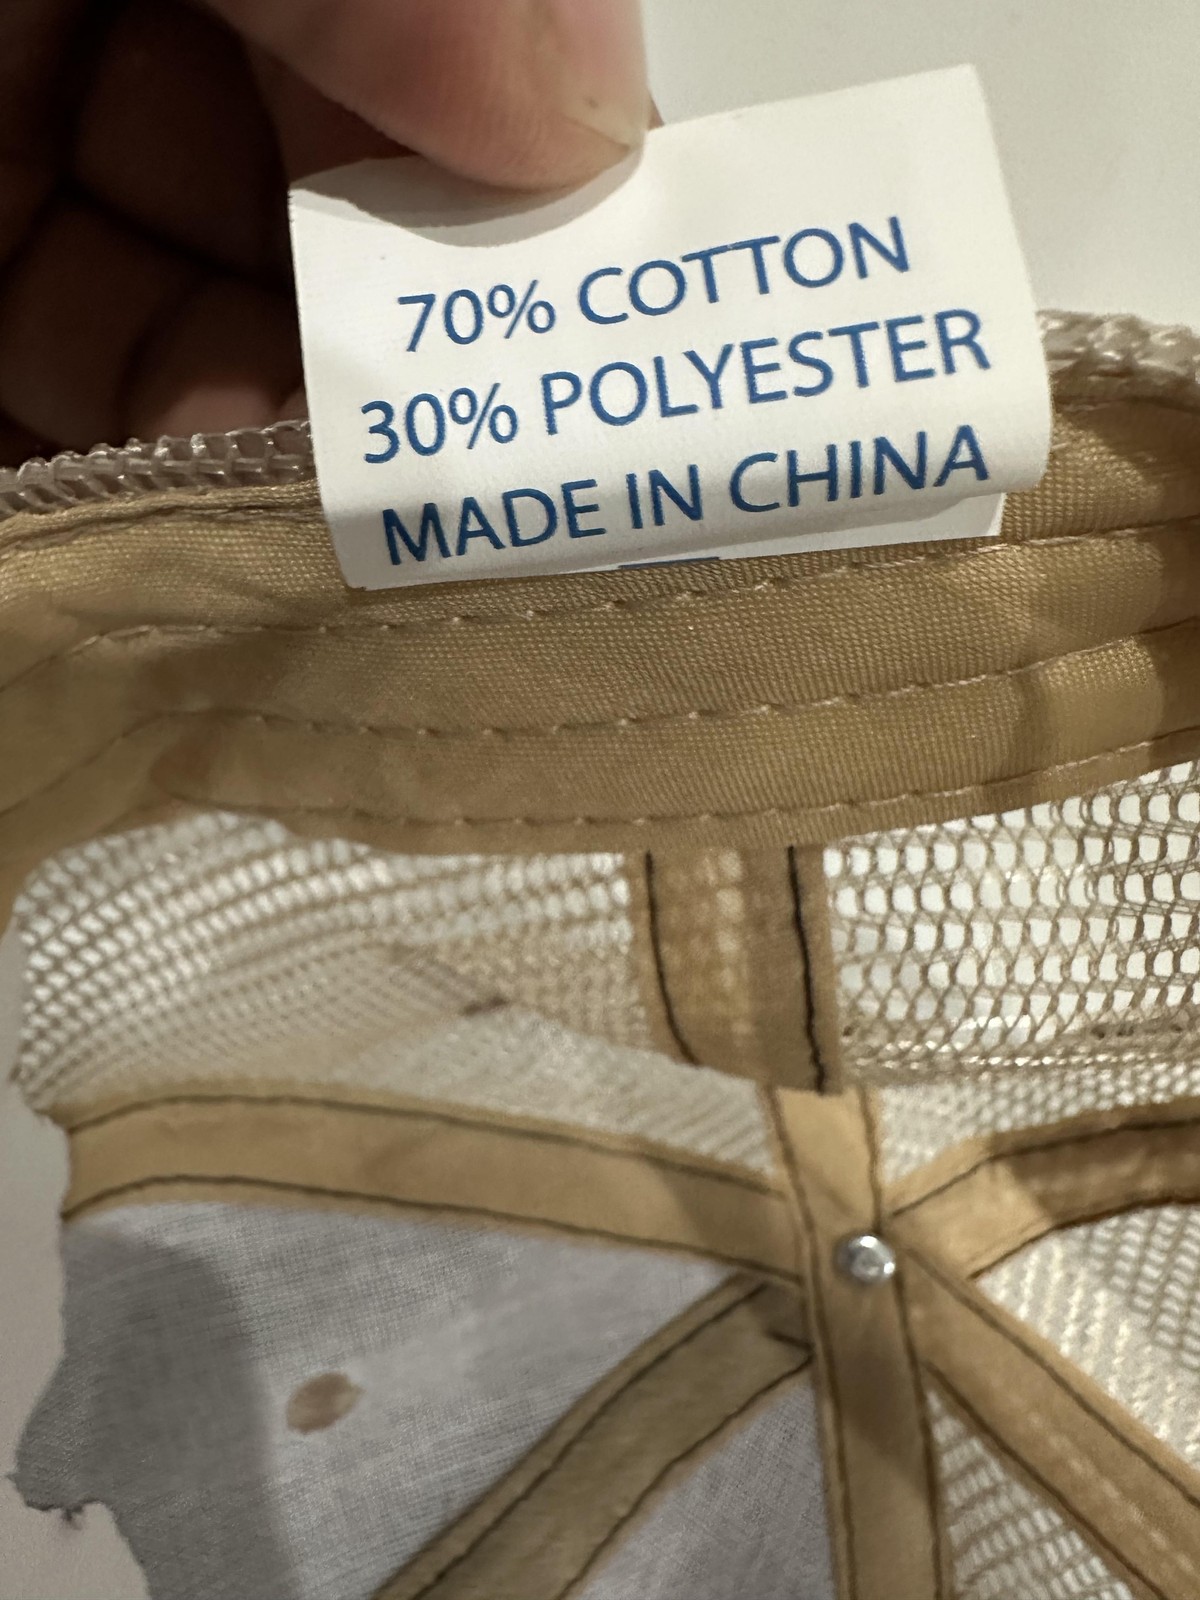 70% COTTON
30% POLYESTER
MADE IN CHINA